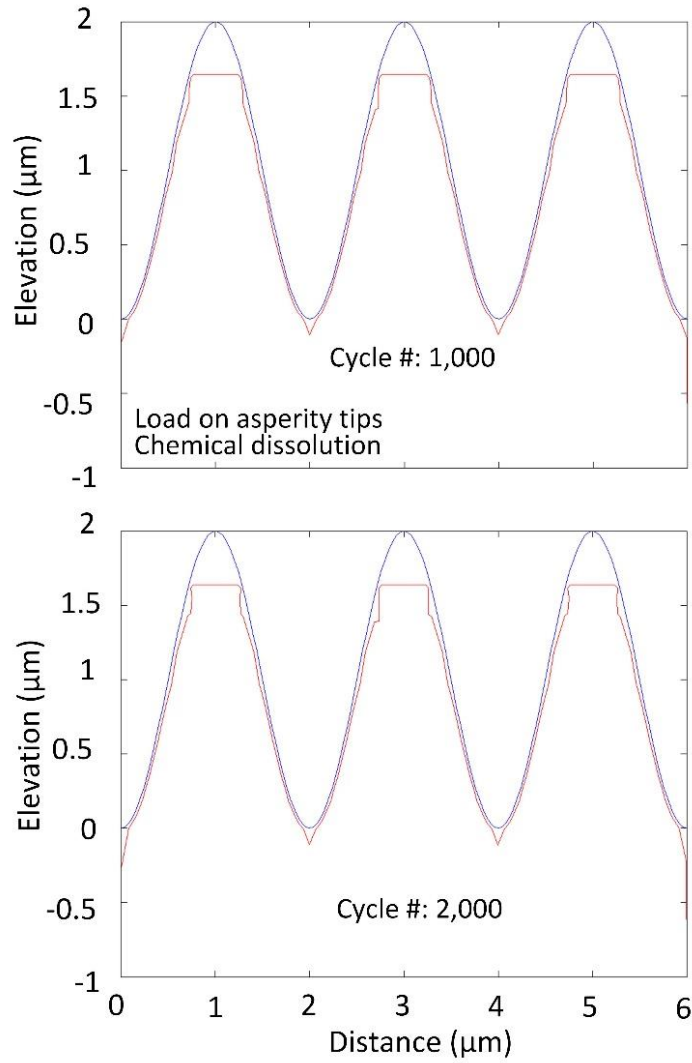 2
1.5
1
0.5
0
-0.5
-1
Elevation (µm)
Cycle #: 1,000
Load on asperity tips
Chemical dissolution
2
1.5
1
0.5
0
-0.5
-1
Elevation (µm)
Cycle #: 2,000
0 1 2 3 4 5 6
Distance (µm)